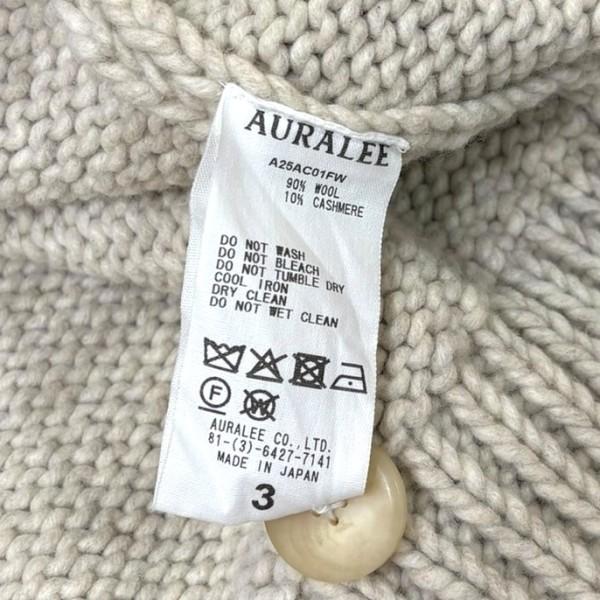 AURALEE
A25AC01FW
90% WOOL
10% CASHMERE
DO NOT WASH
DO NOT BLEACH
DO NOT TUMBLE DRY
COOL IRON
DRY CLEAN
DO NOT WET CLEAN
F W
AURALEE CO.,LTD.
81-(3)-6427-7141
MADE IN JAPAN
3